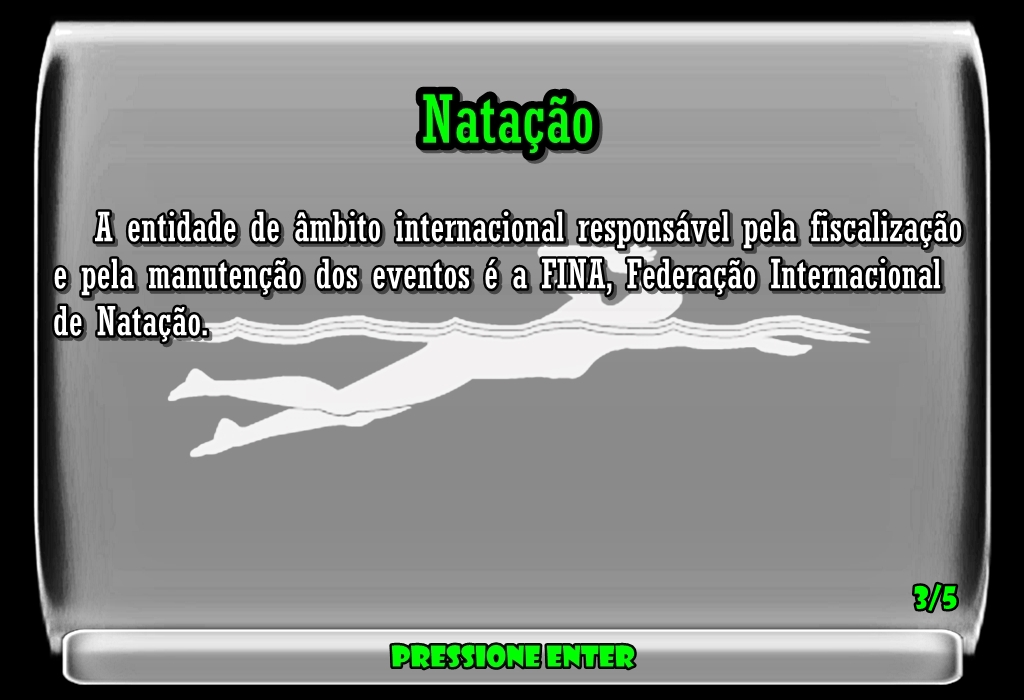 Natação
A entidade de âmbito internacional responsável pela fiscalização
e pela manutenção dos eventos é a FINA, Federação Internacional
de Natação.
3/5
PRESSIONE ENTER